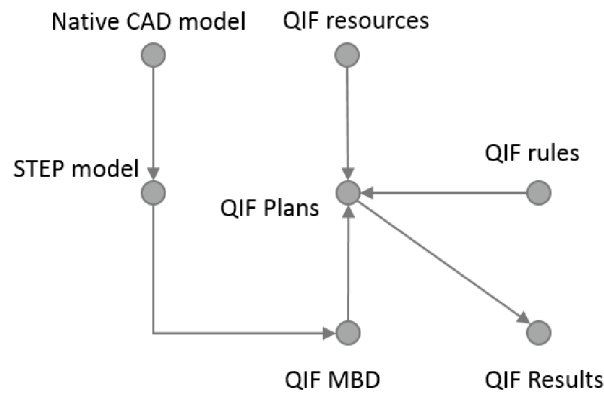 Native CAD model
QIF resources
STEP model
QIF rules
QIF Plans
QIF MBD
QIF Results